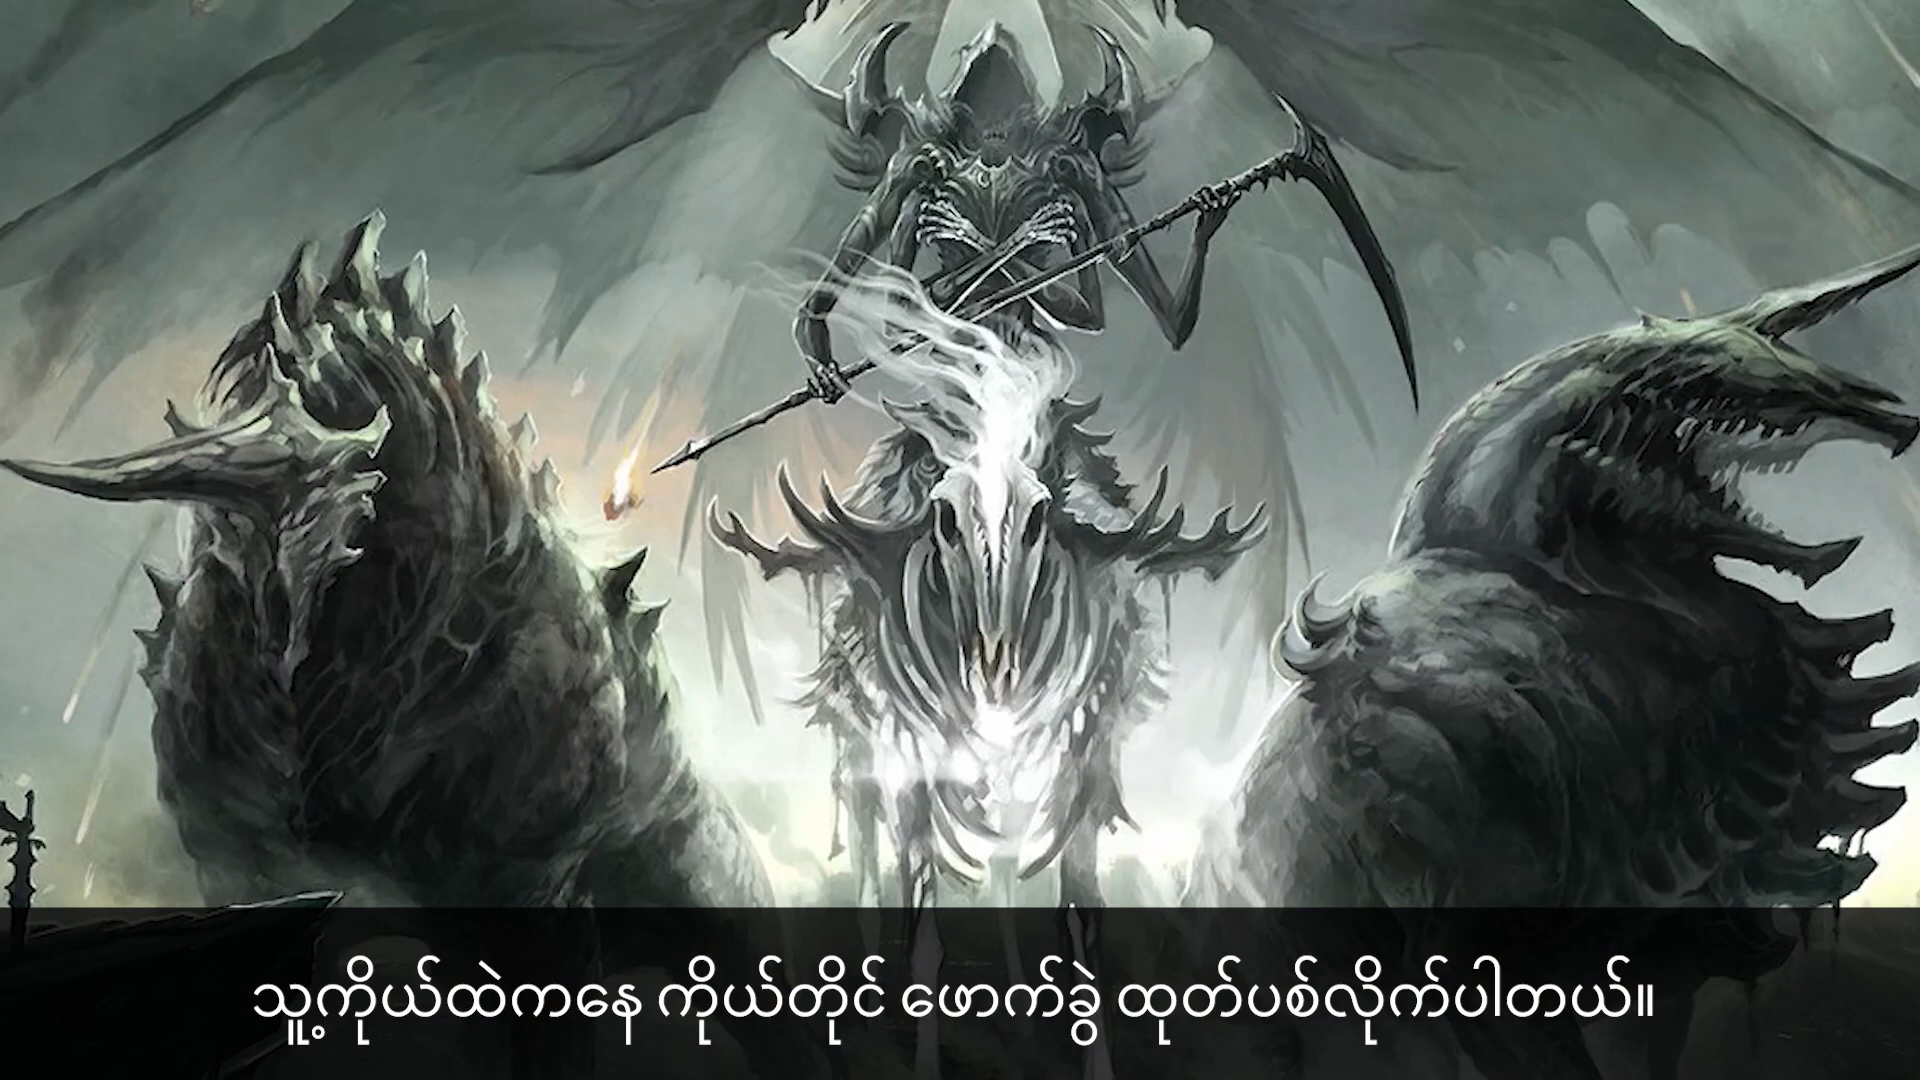 သူ့ကိုယ်ထဲကနေ ကိုယ်တိုင် ဖောက်ခွဲ ထုတ်ပစ်လိုက်ပါတယ်။